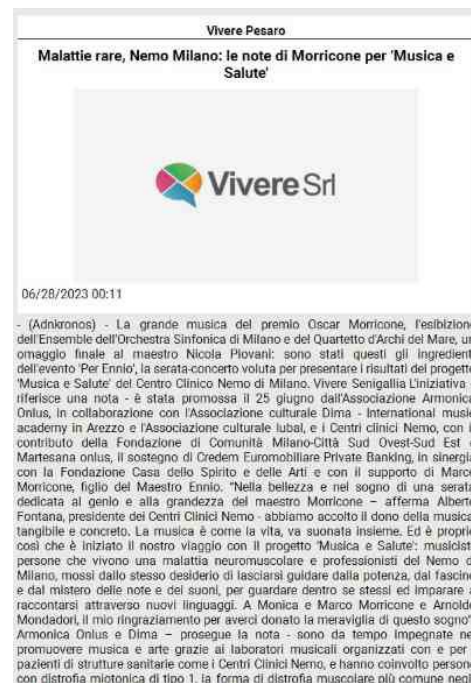 Vivere Pesaro
Malattie rare, Nemo Milano: le note di Morricone per 'Musica e
Salute'
Vivere Srl
06/28/2023 00:11
- (Adnkronos) - La grande musica del premio Oscar Morricone, l'esibizione
dell'Ensemble dell'Orchestra Sinfonica di Milano e del Quartetto d'Archi del Mare, un
omaggio finale al maestro Nicola Piovani: sono stati questi gli ingredient
dell'evento 'Per Ennio', la serata-concerto voluta per presentare i risultati del progetto
'Musica e Salute' del Centro Clinico Nemo di Milano. Vivere Senigallia L'iniziativa
riferisce una nota - è stata promossa il 25 giugno dall'Associazione Armonica
Onlus, in collaborazione con l'Associazione culturale Dima - International music
academy in Arezzo e l'Associazione culturale Iubal, e i Centri clinici Nemo, con i
contributo della Fondazione di Comunità Milano-Città Sud Ovest-Sud Est e
Martesana onlus, il sostegno di Credem Euromobiliare Private Banking, in sinergia
con la Fondazione Casa dello Spirito e delle Arti e con il supporto di Marco
Morricone, figlio del Maestro Ennio. "Nella bellezza e nel sogno di una serata
dedicata al genio e alla grandezza del maestro Morricone – afferma Alberto
Fontana, presidente dei Centri Clinici Nemo - abbiamo accolto il dono della musica
tangibile e concreto. La musica è come la vita, va suonata insieme. Ed è proprio
così che è iniziato il nostro viaggio con il progetto 'Musica e Salute': musicist
persone che vivono una malattia neuromuscolare e professionisti del Nemo d
Milano, mossi dallo stesso desiderio di lasciarsi guidare dalla potenza, dal fascino
e dal mistero delle note e dei suoni, per guardare dentro se stessi ed imparare a
raccontarsi attraverso nuovi linguaggi. A Monica e Marco Morricone e Arnoldo
Mondadori, il mio ringraziamento per averci donato la meraviglia di questo sogno"
Armonica Onlus e Dima – prosegue la nota - sono da tempo impegnate ne
promuovere musica e arte grazie ai laboratori musicali organizzati con e per
pazienti di strutture sanitarie come i Centri Clinici Nemo, e hanno coinvolto persone
con distrofia miotonica di tipo 1, la forma di distrofia muscolare più comune negl